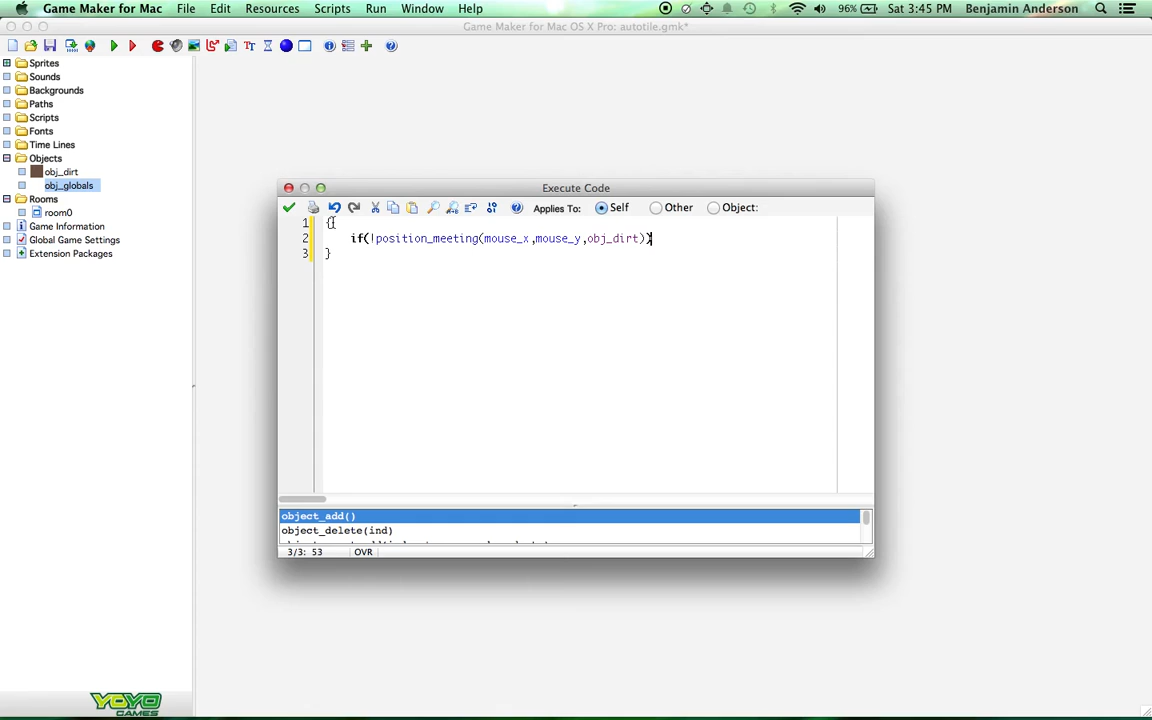 Game Maker for Mac File Edit Resources Scripts Run Window Help 96% Sat 3:45 PM Benjamin Anderson
Game Maker for Mac OS X Pro: autotile.gmk*
Sprites
Sounds
Backgrounds
Paths
Scripts
Fonts
Time Lines
Objects
obj_dirt
obj_globals
Rooms
room0
Game Information
Global Game Settings
Extension Packages
Execute Code
Applies To: Self Other Object:
1 {
2 if(!position_meeting(mouse_x,mouse_y,obj_dirt))
3 }
object_add()
object_delete(ind)
3/3: 53 OVR
YOYO
GAMES